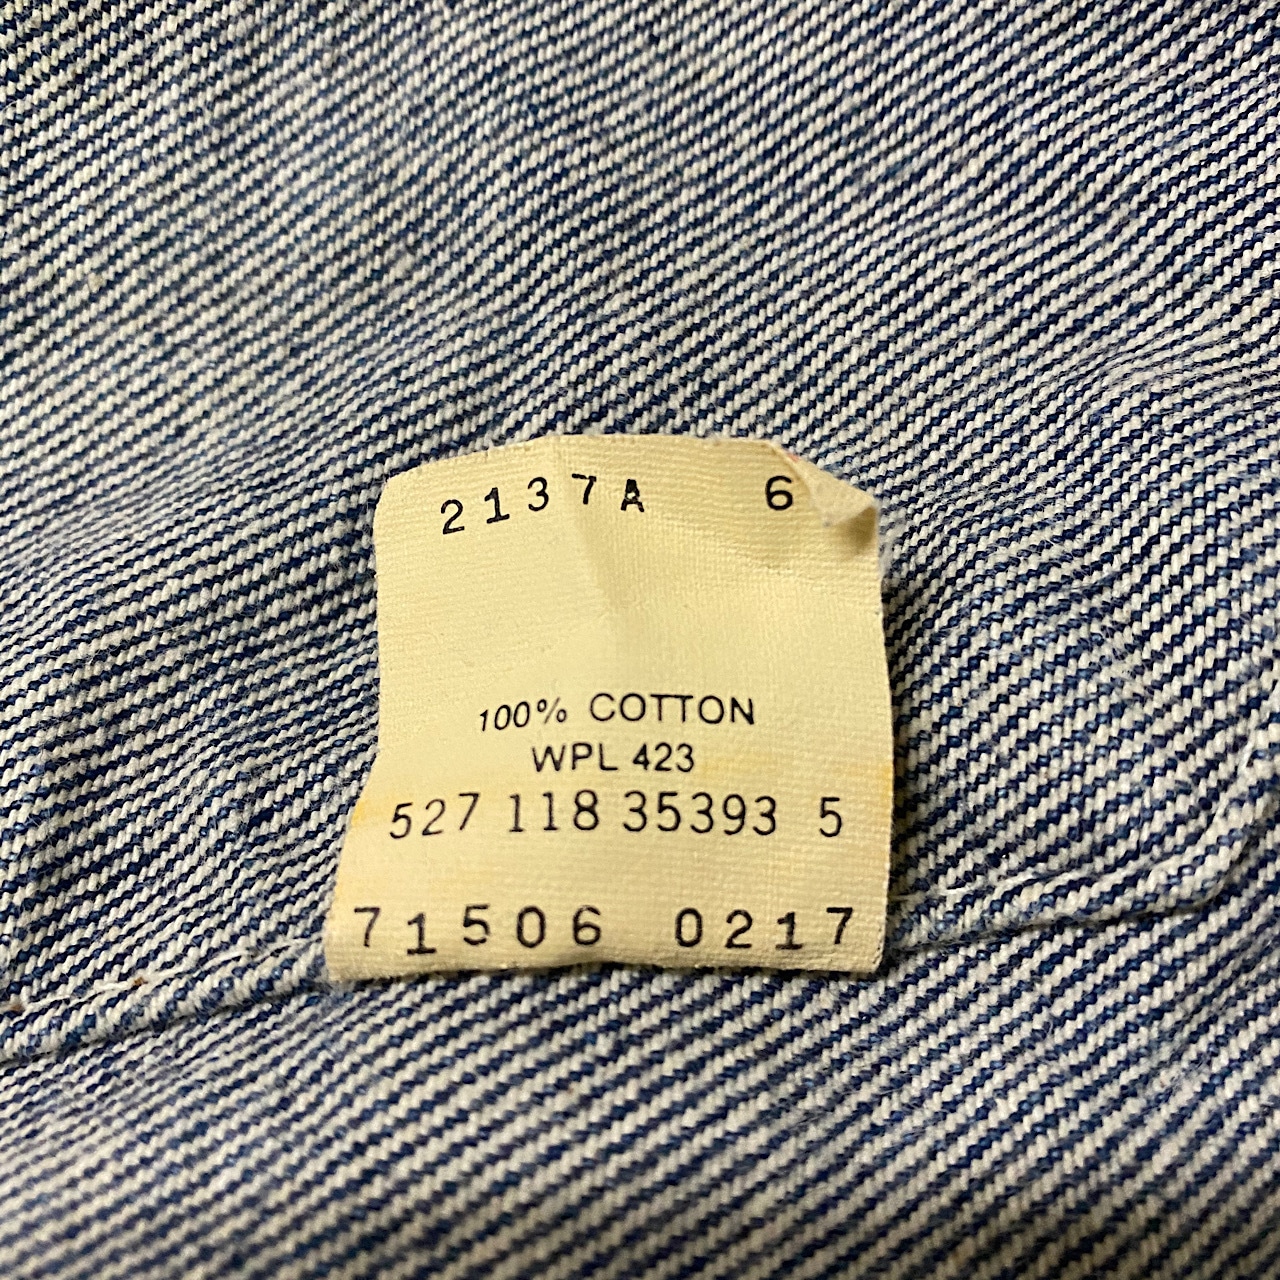 2137A 6
100% COTTON
WPL 423
527 118 35393 5
71506 0217